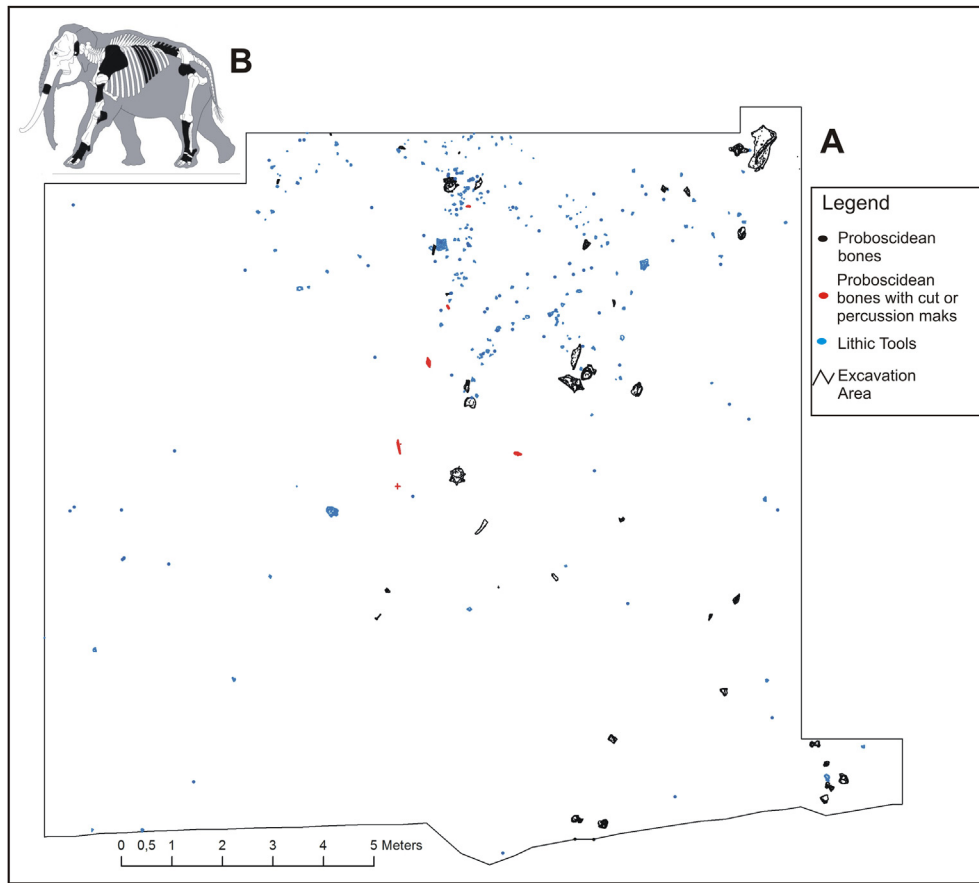 B
A
Legend
Proboscidean
bones
Proboscidean
bones with cut or
percussion maks
Lithic Tools
Excavation
Area
0 0,5 1 2 3 4 5 Meters